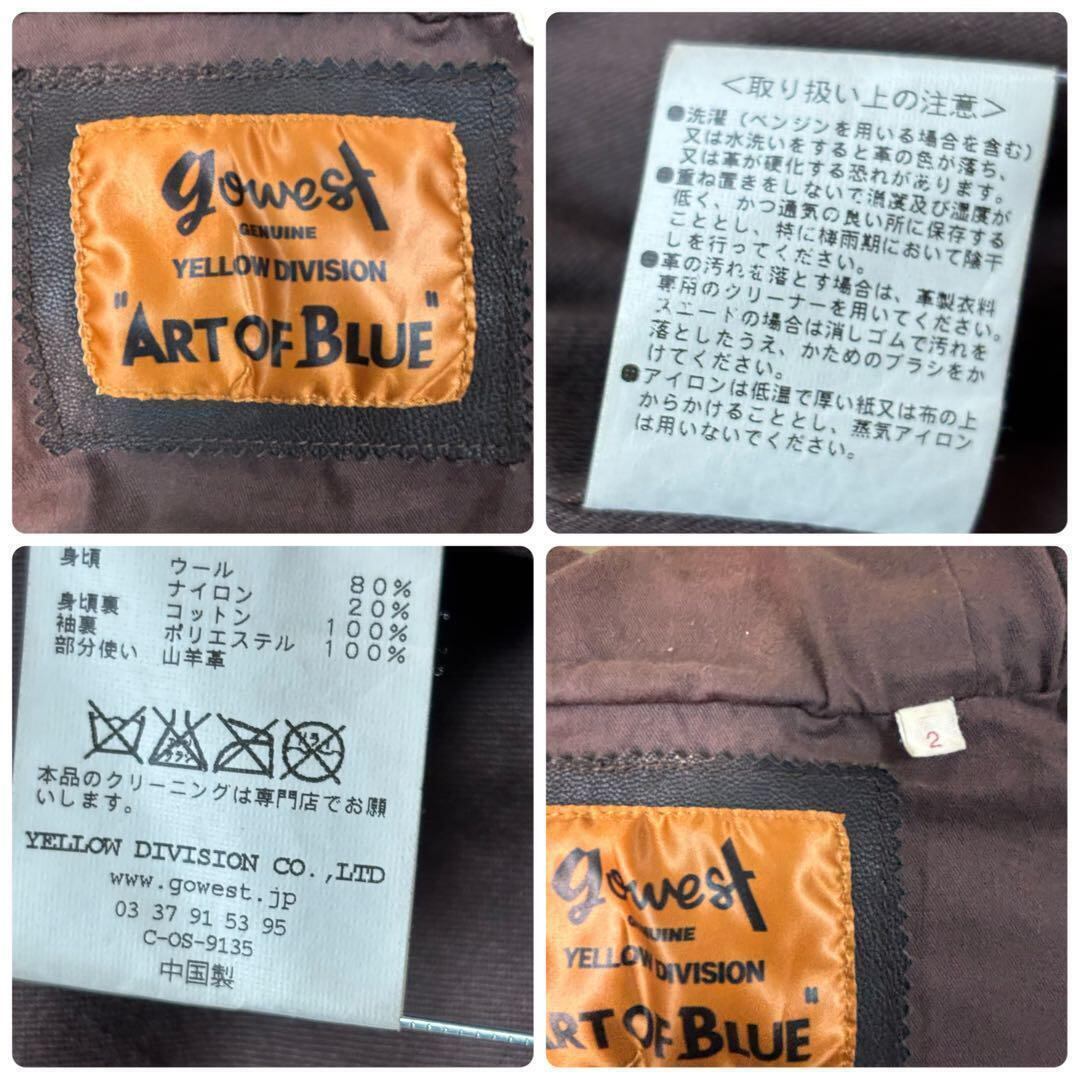 gowest
GENUINE
YELLOW DIVISION
"ART OF BLUE"
<取り扱い上の注意>
●洗濯(ベンジンを用いる場合を含む)
又は水洗いをすると革の色が落ち、
又は革が硬化する恐れがあります。
●重ね置きをしないで温度及び湿度が
低く、かつ通気の良い所に保存する
こととし、特に梅雨期において陰干
しを行ってください。
●革の汚れを落とす場合は、革製衣料
専用のクリーナーを用いてください。
スエードの場合は消しゴムで汚れを
落としたうえ、かためのブラシをか
けてください。
●アイロンは低温で厚い紙又は布の上
からかけることとし、蒸気アイロン
は用いないでください。
身頃 ウール 80%
ナイロン 20%
身頃裏 コットン 100%
袖裏 ポリエステル 100%
部分使い 山羊革
エンソ
サラシ
ドライ
本品のクリーニングは専門店でお願
いします。
YELLOW DIVISION CO.,LTD
www.gowest.jp
03 37 91 53 95
C-OS-9135
中国製
2
gowest
GENUINE
YELLOW DIVISION
ART OF BLUE"